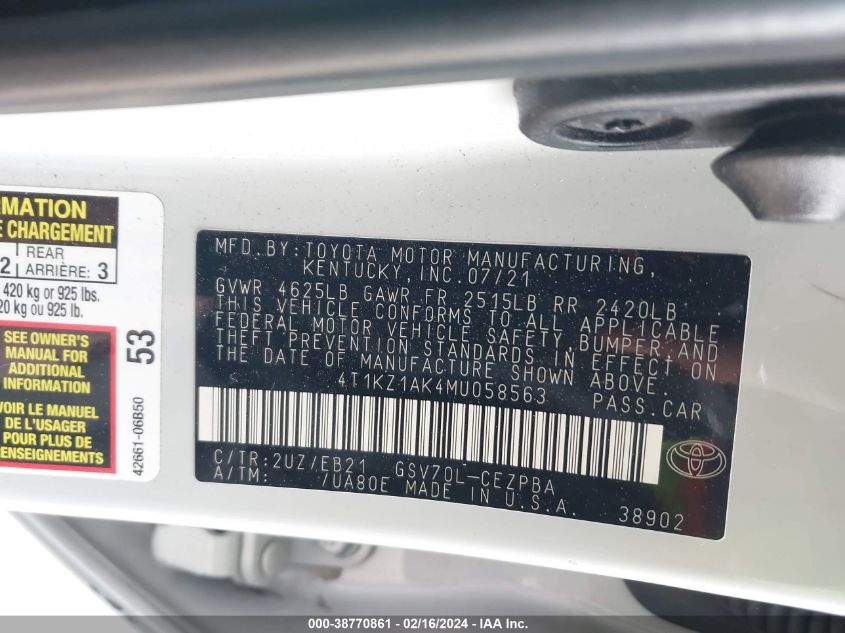 RMATION
E CHARGEMENT
2 REAR
ARRIÈRE: 3
420 kg or 925 lbs.
20 kg ou 925 lb.
SEE OWNER'S
MANUAL FOR
ADDITIONAL
INFORMATION
VOIR LE MANUEL
DE L'USAGER
POUR PLUS DE
RENSEIGNEMENTS
53
42661-06B50
MFD. BY: TOYOTA MOTOR MANUFACTURING,
KENTUCKY, INC. 07/21
GVWR 4625LB GAWR FR 2515LB RR 2420LB
THIS VEHICLE CONFORMS TO ALL APPLICABLE
FEDERAL MOTOR VEHICLE SAFETY, BUMPER, AND
THEFT PREVENTION STANDARDS IN EFFECT ON
THE DATE OF MANUFACTURE SHOWN ABOVE.
4T1KZ1AK4MU058563 PASS. CAR
C/TR: 2UZ/EB21 GSV70L-CEZPBA
A/TM: /UA80E MADE IN U.S.A.
38902
000-38770861 - 02/16/2024 - IAA Inc.